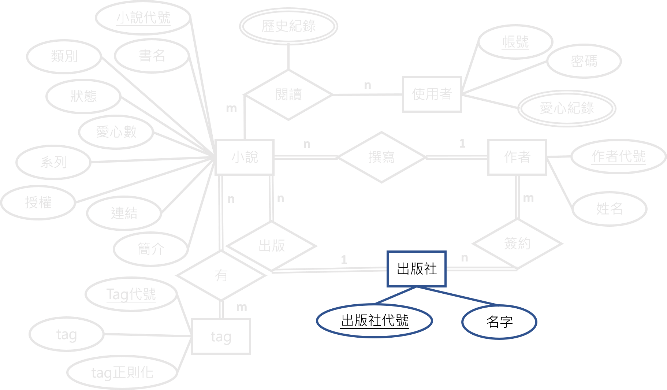 小說代號
歷史紀錄
帳號
類別
書名
密碼
狀態
閱讀
n
使用者
愛心紀錄
m
愛心數
系列
小說
n
撰寫
1
作者
作者代號
授權
n
n
m
連結
姓名
簡介
出版
簽約
1
n
出版社
有
Tag代號
m
出版社代號
名字
tag
tag
tag正則化